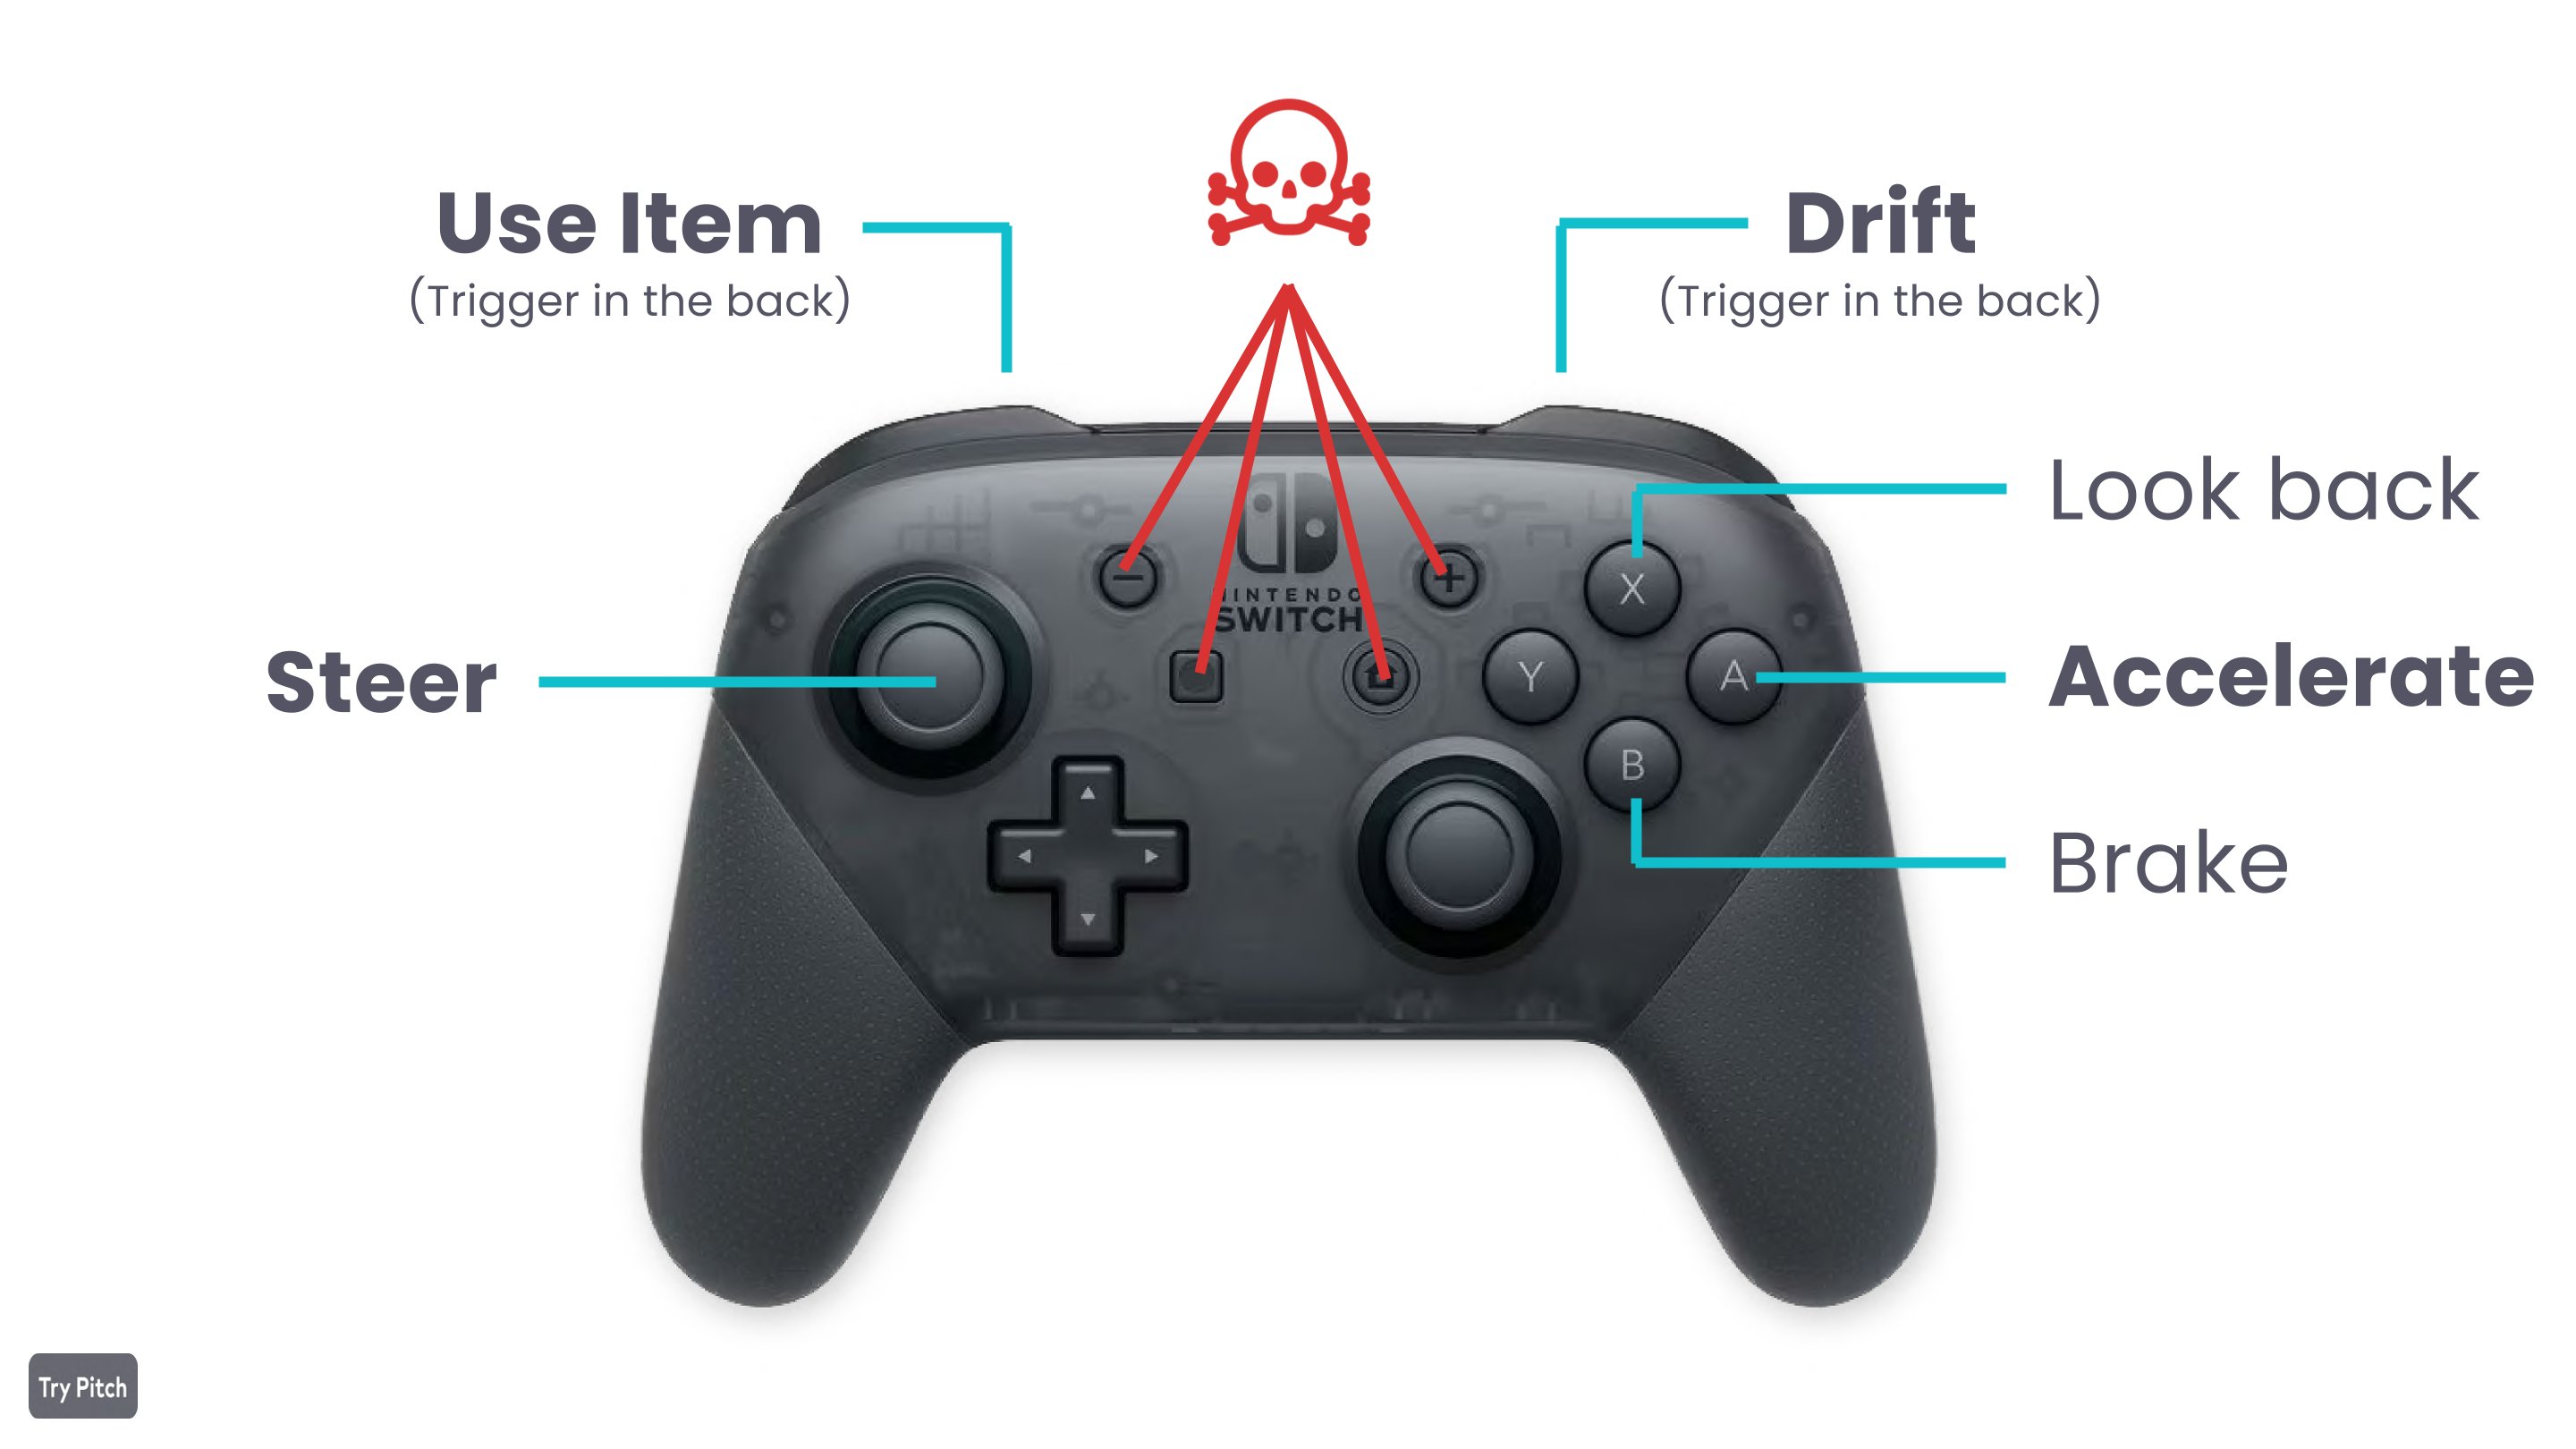 Use Item
(Trigger in the back)
Drift
(Trigger in the back)
Look back
NINTENDO
SWITCH
X
Steer
Y
A
Accelerate
B
Brake
Try Pitch